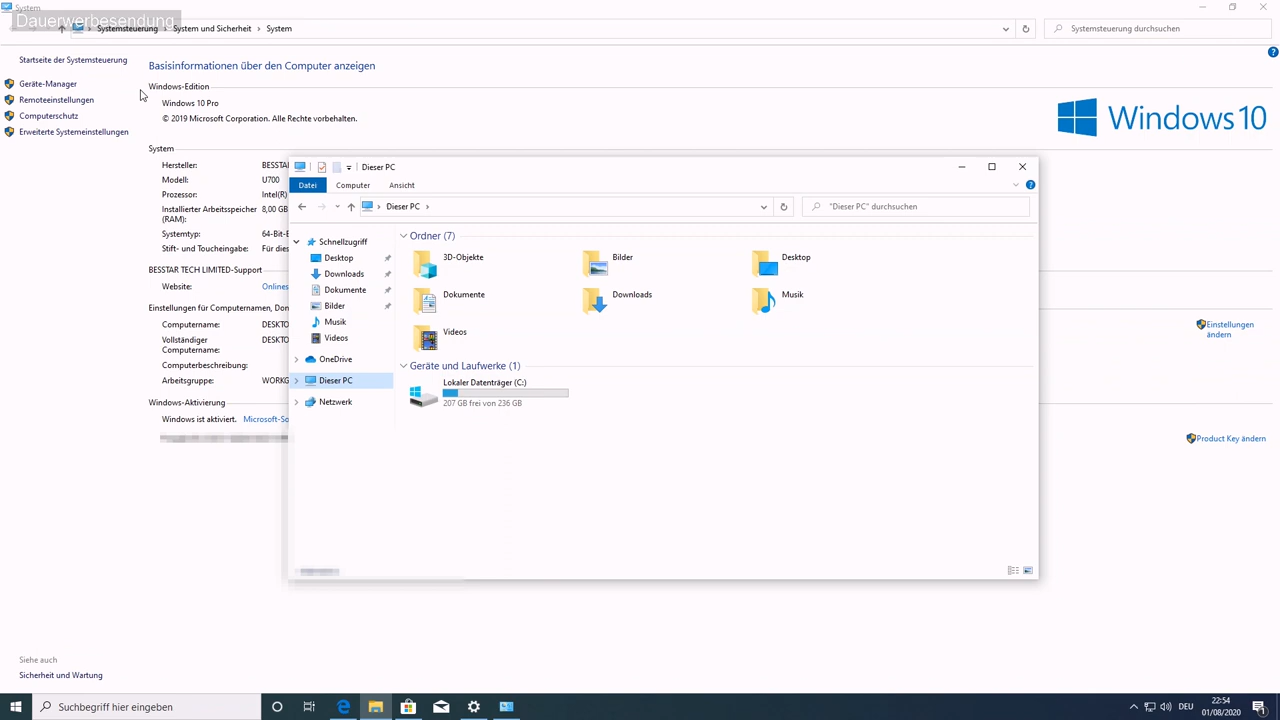 System
Dauerwerbesendung
Systemsteuerung
System und Sicherheit
System
Systemsteuerung durchsuchen
Startseite der Systemsteuerung
Geräte-Manager
Remoteeinstellungen
Computerschutz
Erweiterte Systemeinstellungen
Basisinformationen über den Computer anzeigen
Windows-Edition
Windows 10 Pro
© 2019 Microsoft Corporation. Alle Rechte vorbehalten.
Windows 10
System
Hersteller:
Modell:
U700
Prozessor:
Intel(R)
Installierter Arbeitsspeicher
(RAM):
8,00 GB
Systemtyp:
Stift- und Toucheingabe:
BESSTAR TECH LIMITED-Support
Website:
Einstellungen für Computernamen,
Computername:
Vollständiger
Computername:
Computerbeschreibung:
Arbeitsgruppe:
Windows-Aktivierung
Windows ist aktiviert.
Einstellungen
ändern
Product Key ändern
Siehe auch
Sicherheit und Wartung
Dieser PC
Datei
Computer
Ansicht
Dieser PC
"Dieser PC" durchsuchen
Schnellzugriff
Desktop
Downloads
Dokumente
Bilder
Musik
Videos
OneDrive
Dieser PC
Netzwerk
Ordner (7)
3D-Objekte
Bilder
Desktop
Dokumente
Downloads
Musik
Videos
Geräte und Laufwerke (1)
Lokaler Datenträger (C:)
207 GB frei von 236 GB
Suchbegriff hier eingeben
DEU
22:54
01/08/2020
1